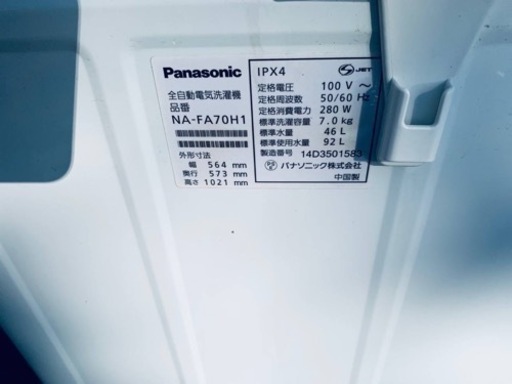 Panasonic
全自動電気洗濯機
品番
NA-FA70H1
外形寸法
幅 564 mm
奥行 573 mm
高さ 1021 mm
IPX4
JET
定格電圧 100 V ～
定格周波数 50/60 Hz
定格消費電力 280 W
標準洗濯容量 7.0 kg
標準水量 46 L
標準使用水量 92 L
製造番号 14D3501583
パナソニック株式会社
中国製